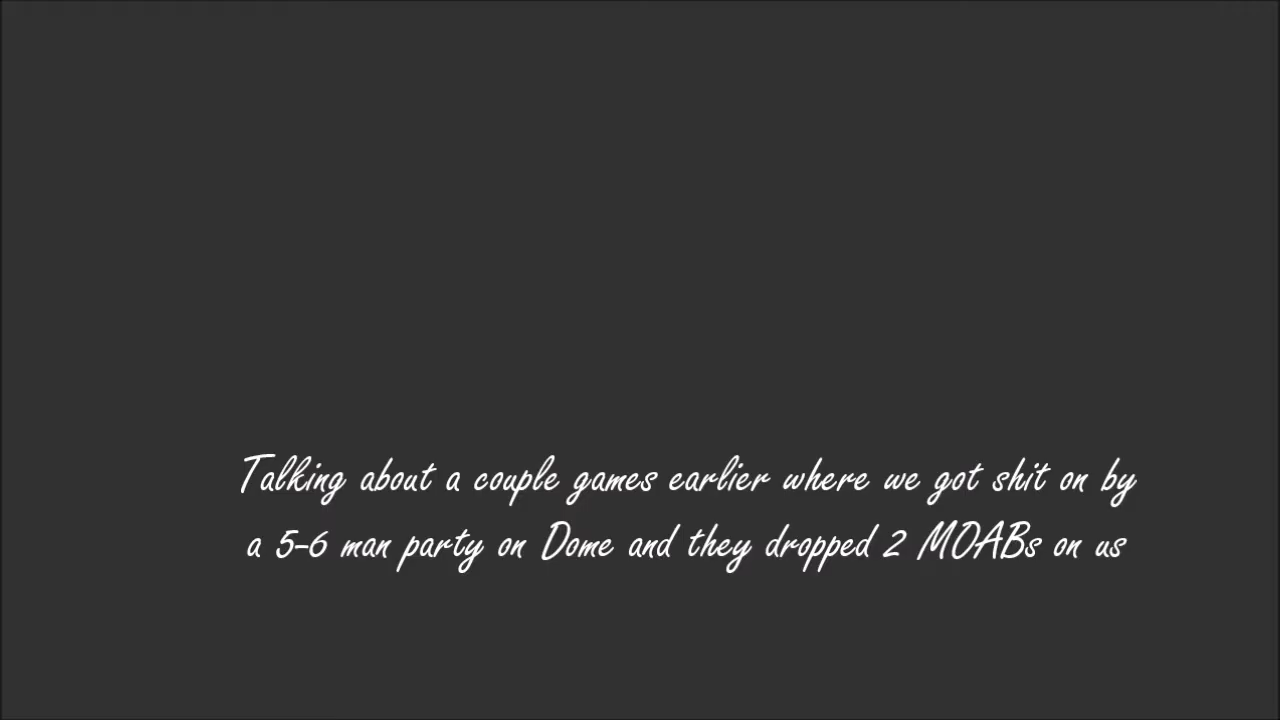 Talking about a couple games earlier where we got shit on by
a 5-6 man party on Dome and they dropped 2 MOABs on us